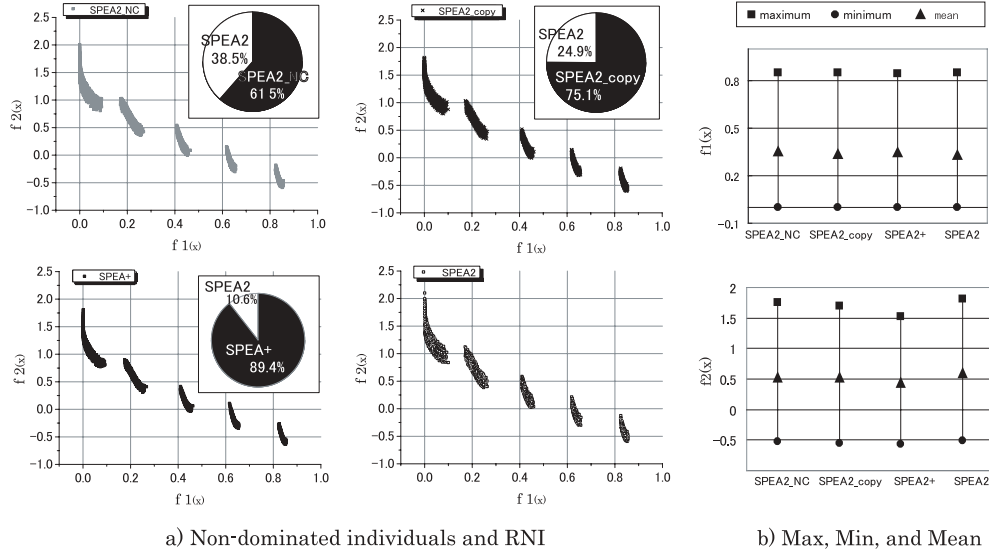 SPEA2_NC
2.5
2.0
1.5
1.0
0.5
0.0
-0.5
-1.0
f 2(x)
0.0 0.2 0.4 0.6 0.8 1.0
f 1(x)
SPEA2
38.5%
SPEA2_NC
61 5%
SPEA2_copy
2.5
2.0
1.5
1.0
0.5
0.0
-0.5
-1.0
f 2(x)
0.0 0.2 0.4 0.6 0.8 1.0
f 1(x)
SPEA2
24.9%
SPEA2_copy
75.1%
SPEA+
2.5
2.0
1.5
1.0
0.5
0.0
-0.5
-1.0
f 2(x)
0.0 0.2 0.4 0.6 0.8 1.0
f 1(x)
SPEA2
10.6%
SPEA+
89.4%
SPEA2
2.5
2.0
1.5
1.0
0.5
0.0
-0.5
-1.0
f 2(x)
0.0 0.2 0.4 0.6 0.8 1.0
f 1(x)
a) Non-dominated individuals and RNI
maximum minimum mean
0.8
0.5
0.2
-0.1
f1(x)
SPEA2_NC SPEA2_copy SPEA2+ SPEA2
2
1.5
1
0.5
0
-0.5
f2(x)
SPEA2_NC SPEA2_copy SPEA2+ SPEA2
b) Max, Min, and Mean